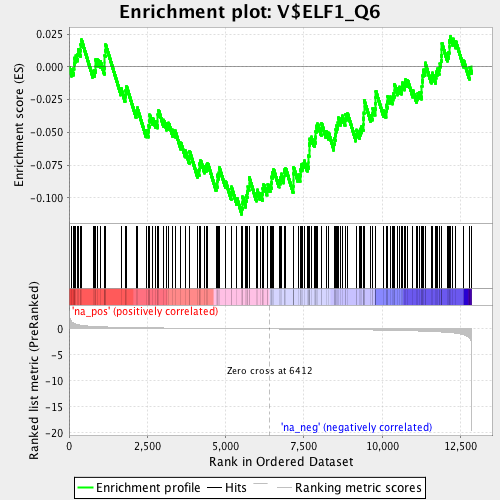 Enrichment plot: V$ELF1_Q6
Enrichment score (ES)
0.025
0.000
-0.025
-0.050
-0.075
-0.100
'na_pos' (positively correlated)
Ranked list metric (PreRanked)
0
-5
-10
-15
-20
Zero cross at 6412
'na_neg' (negatively correlated)
0
2,500
5,000
7,500
10,000
12,500
Rank in Ordered Dataset
Enrichment profile
Hits
Ranking metric scores